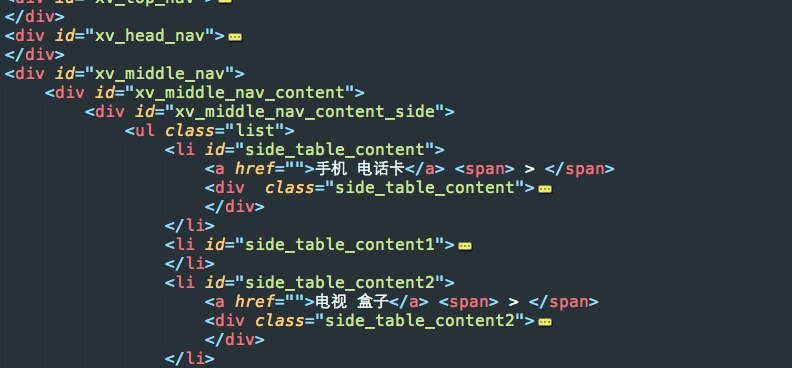 <div id="xv_top_nav">
</div>
<div id="xv_head_nav">
</div>
<div id="xv_middle_nav">
<div id="xv_middle_nav_content">
<div id="xv_middle_nav_content_side">
<ul class="list">
<li id="side_table_content">
<a href="">手机 电话卡</a> <span> > </span>
<div  class="side_table_content">
</div>
</li>
<li id="side_table_content1">
</li>
<li id="side_table_content2">
<a href="">电视 盒子</a> <span> > </span>
<div class="side_table_content2">
</div>
</li>